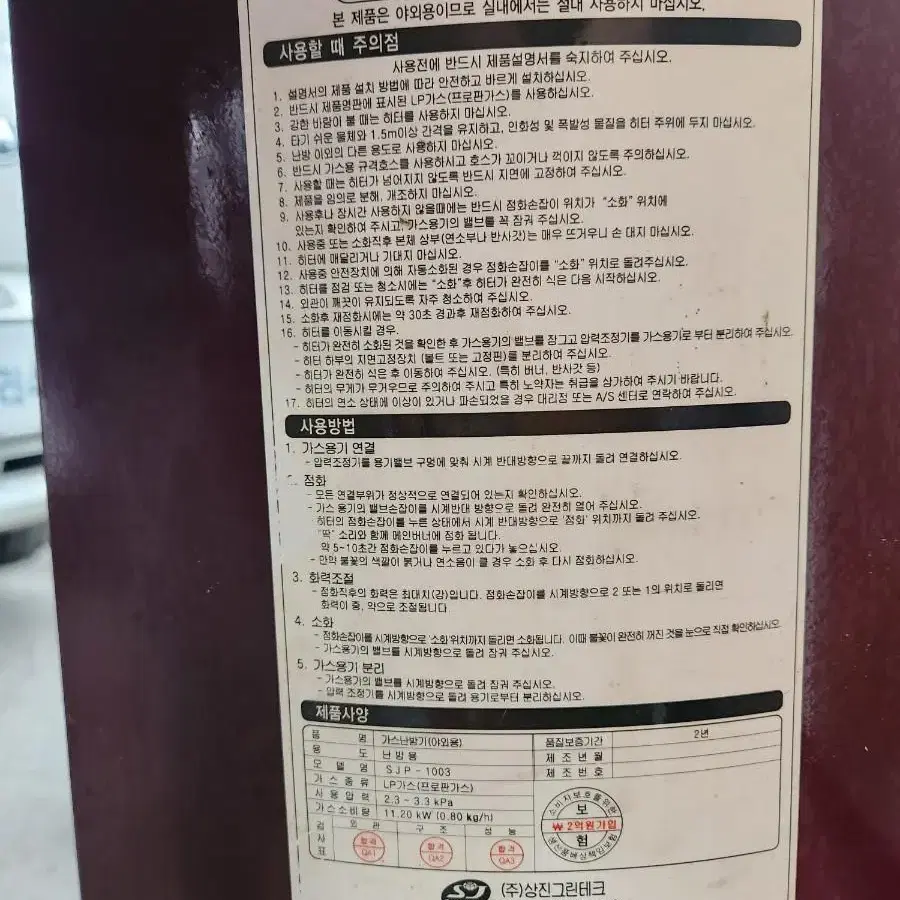 본 제품은 야외용이므로 실내에서는 절대 사용하지 마십시오.
사용할 때 주의점
사용전에 반드시 제품설명서를 숙지하여 주십시오.
1. 설명서의 제품 설치 방법에 따라 안전하고 바르게 설치하십시오.
2. 반드시 제품명판에 표시된 LP가스(프로판가스)를 사용하십시오.
3. 강한 바람이 불 때는 히터를 사용하지 마십시오.
4. 타기 쉬운 물체와 1.5m이상 간격을 유지하고, 인화성 및 폭발성 물질을 히터 주위에 두지 마십시오.
5. 난방 이외의 다른 용도로 사용하지 마십시오.
6. 반드시 가스용 규격호스를 사용하시고 호스가 꼬이거나 꺽이지 않도록 주의하십시오.
7. 사용할 때는 히터가 넘어지지 않도록 반드시 지면에 고정하여 주십시오.
8. 제품을 임의로 분해, 개조하지 마십시오.
9. 사용후나 장시간 사용하지 않을때에는 반드시 점화손잡이 위치가 "소화" 위치에
있는지 확인하여 주시고, 가스용기의 밸브를 꼭 잠궈 주십시오.
10. 사용중 또는 소화직후 본체 상부(연소부나 반사갓)는 매우 뜨거우니 손 대지 마십시오.
11. 히터에 매달리거나 기대지 마십시오.
12. 사용중 안전장치에 의해 자동소화된 경우 점화손잡이를 "소화" 위치로 돌려주십시오.
13. 히터를 점검 또는 청소시에는 "소화"후 히터가 완전히 식은 다음 시작하십시오.
14. 외관이 깨끗이 유지되도록 자주 청소하여 주십시오.
15. 소화후 재점화시에는 약 30초 경과후 재점화하여 주십시오.
16. 히터를 이동시킬 경우.
- 히터가 완전히 소화된 것을 확인한 후 가스용기의 밸브를 잠그고 압력조정기를 가스용기로 부터 분리하여 주십시오.
- 히터 하부의 지면고정장치 (볼트 또는 고정핀)를 분리하여 주십시오.
- 히터가 완전히 식은 후 이동하여 주십시오. (특히 버너, 반사갓 등)
- 히터의 무게가 무거우므로 주의하여 주시고 특히 노약자는 취급을 삼가하여 주시기 바랍니다.
17. 히터의 연소 상태에 이상이 있거나 파손되었을 경우 대리점 또는 A/S 센터로 연락하여 주십시오.
사용방법
1. 가스용기 연결
- 압력조정기를 용기밸브 구멍에 맞춰 시계 반대방향으로 끝까지 돌려 연결하십시오.
점화
- 모든 연결부위가 정상적으로 연결되어 있는지 확인하십시오.
- 가스 용기의 밸브손잡이를 시계반대 방향으로 돌려 완전히 열어 주십시오.
히터의 점화손잡이를 누른 상태에서 시계 반대방향으로 '점화' 위치까지 돌려 주십시오.
"딱" 소리와 함께 메인버너에 점화 됩니다.
약 5~10초간 점화손잡이를 누르고 있다가 놓으십시오.
- 만약 불꽃의 색깔이 붉거나 연소음이 클 경우 소화 후 다시 점화하십시오.
3. 화력조절
- 점화직후의 화력은 최대치(강)입니다. 점화손잡이를 시계방향으로 2 또는 1의 위치로 돌리면
화력이 중, 약으로 조절됩니다
4. 소화
- 점화손잡이를 시계방향으로 '소화' 위치까지 돌리면 소화됩니다. 이때 불꽃이 완전히 꺼진 것을 눈으로 직접 확인하십시오
- 가스용기의 밸브를 시계방향으로 돌려 잠궈 주십시오.
5. 가스용기 분리
- 가스용기의 밸브를 시계방향으로 돌려 잠궈 주십시오.
- 압력 조정기를 시계방향으로 돌려 용기로부터 분리하십시오.
제품사양
품 명 가스난방기(야외용) 품질보증기간 2년
용 도 난 방 용 제 조 년 월
모 델 명 SJP - 1003 제 조 번 호
가 스 종 류 LP가스(프로판가스)
사 용 압 력 2.3 ~ 3.3 kPa
가스소비량 11.20 kW (0.80 kg/h)
검사표 외 관 구 조 성 능
합격 QA1 합격 QA2 합격 QA3
소비자보호를위한
보
₩ 2억원가입
험
생산물배상책임보험
SJ (주)상진그린테크